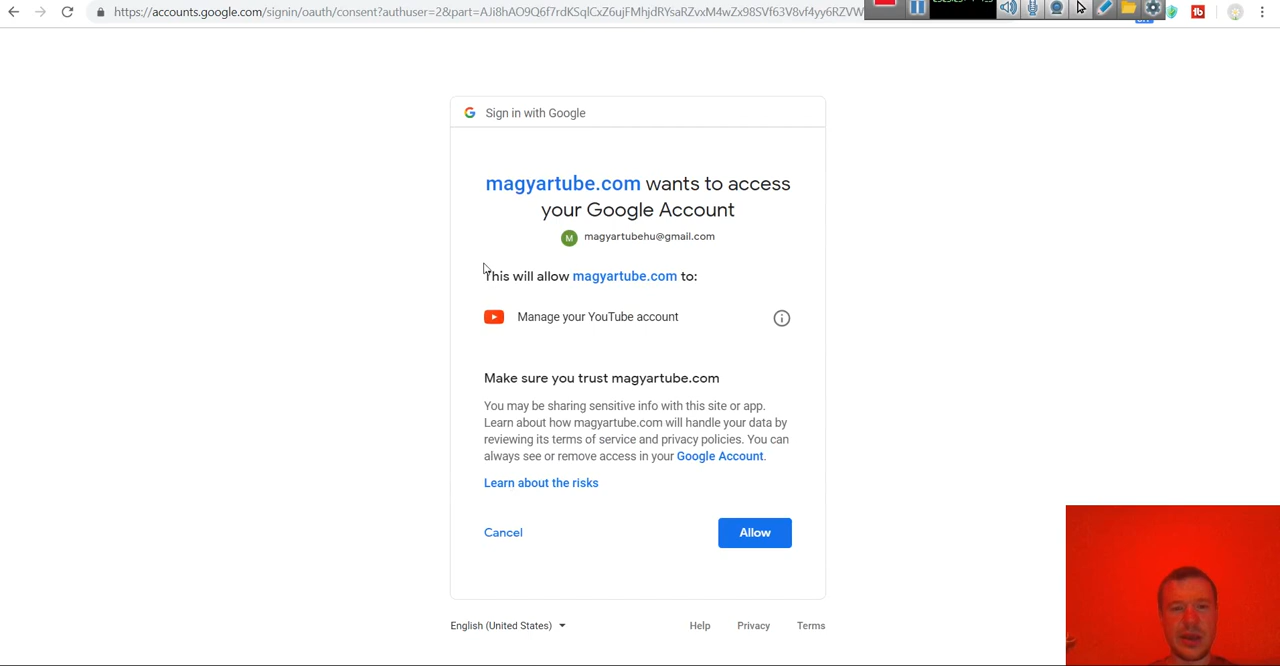 https://accounts.google.com/signin/oauth/consent?authuser=2&part=AJi8hAO9Q6f7rdKSqlCxZ6ujFMhjdRYsaRZvxM4wZx98SVf63V8vf4yy6RZVW
Sign in with Google
magyartube.com wants to access
your Google Account
M magyartubehu@gmail.com
This will allow magyartube.com to:
Manage your YouTube account
Make sure you trust magyartube.com
You may be sharing sensitive info with this site or app.
Learn about how magyartube.com will handle your data by
reviewing its terms of service and privacy policies. You can
always see or remove access in your Google Account.
Learn about the risks
Cancel Allow
English (United States) Help Privacy Terms